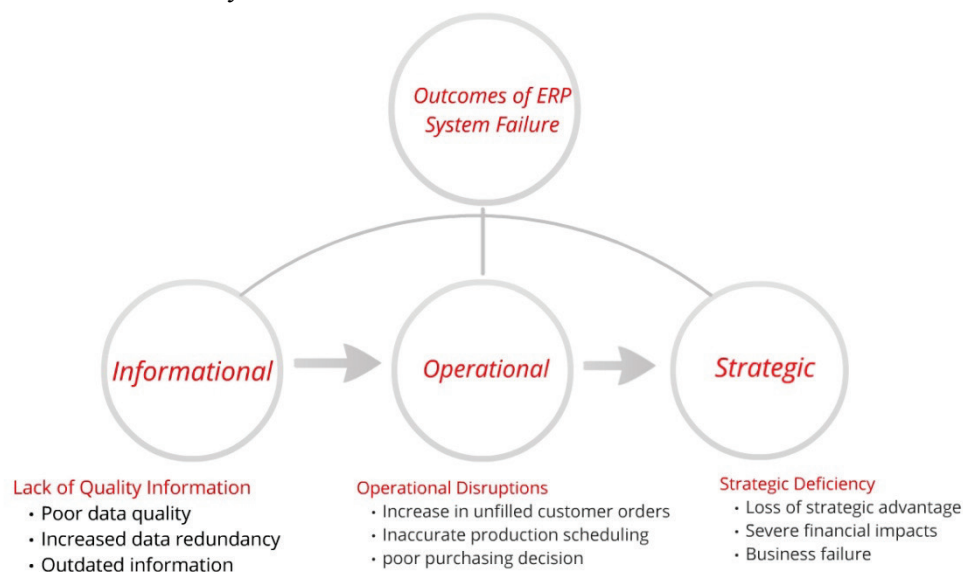 Outcomes of ERP
System Failure
Informational
Operational
Strategic
Lack of Quality Information
• Poor data quality
• Increased data redundancy
• Outdated information
Operational Disruptions
• Increase in unfilled customer orders
• Inaccurate production scheduling
• poor purchasing decision
Strategic Deficiency
• Loss of strategic advantage
• Severe financial impacts
• Business failure